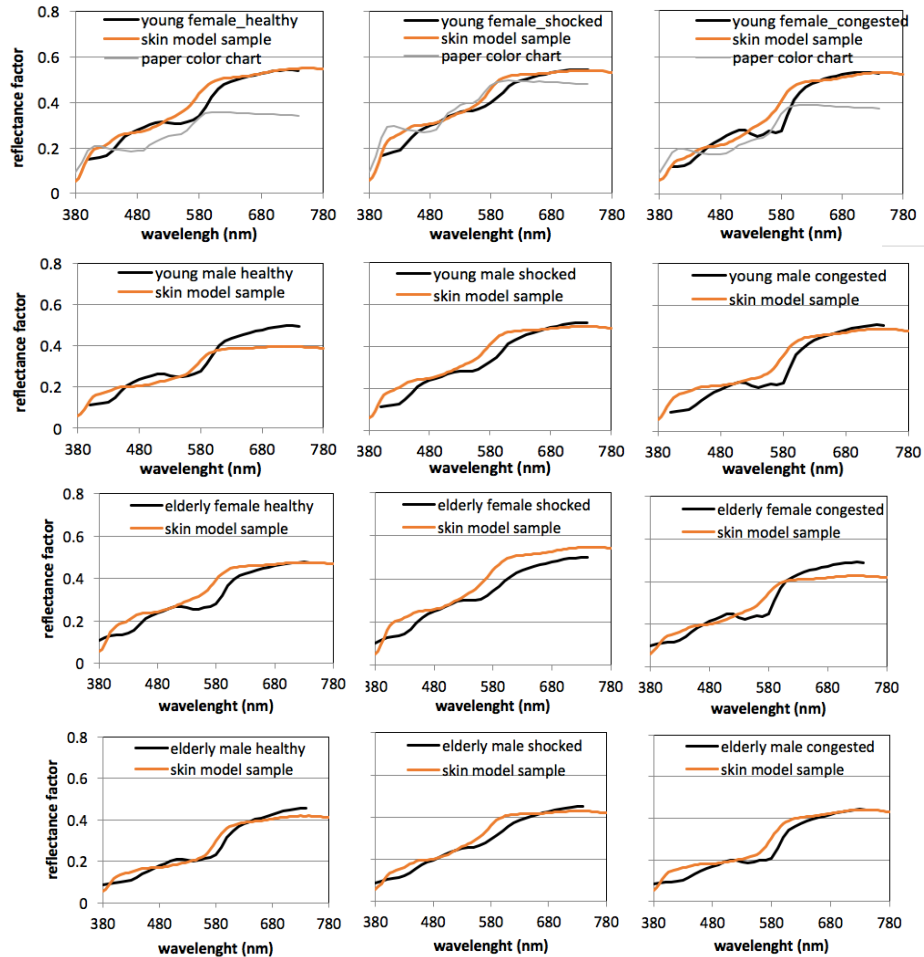 0.8
0.6
0.4
0.2
0
reflectance factor
young female_healthy
skin model sample
paper color chart
380 480 580 680 780
wavelengh (nm)
young female_shocked
skin model sample
paper color chart
380 480 580 680 780
wavelenght (nm)
young female_congested
skin model sample
paper color chart
380 480 580 680 780
wavelenght (nm)
0.8
0.6
0.4
0.2
0
reflectance factor
young male healthy
skin model sample
380 480 580 680 780
wavelenght (nm)
young male shocked
skin model sample
380 480 580 680 780
wavelenght (nm)
young male congested
skin model sample
380 480 580 680 780
wavelenght (nm)
0.8
0.6
0.4
0.2
0
reflectance factor
elderly female healthy
skin model sample
380 480 580 680 780
wavelenght (nm)
elderly female shocked
skin model sample
380 480 580 680 780
wavelenght (nm)
elderly female congested
skin model sample
380 480 580 680 780
wavelenght (nm)
0.8
0.6
0.4
0.2
0
reflectance factor
elderly male healthy
skin model sample
380 480 580 680 780
wavelenght (nm)
elderly male shocked
skin model sample
380 480 580 680 780
wavelenght (nm)
elderly male congested
skin model sample
380 480 580 680 780
wavelenght (nm)